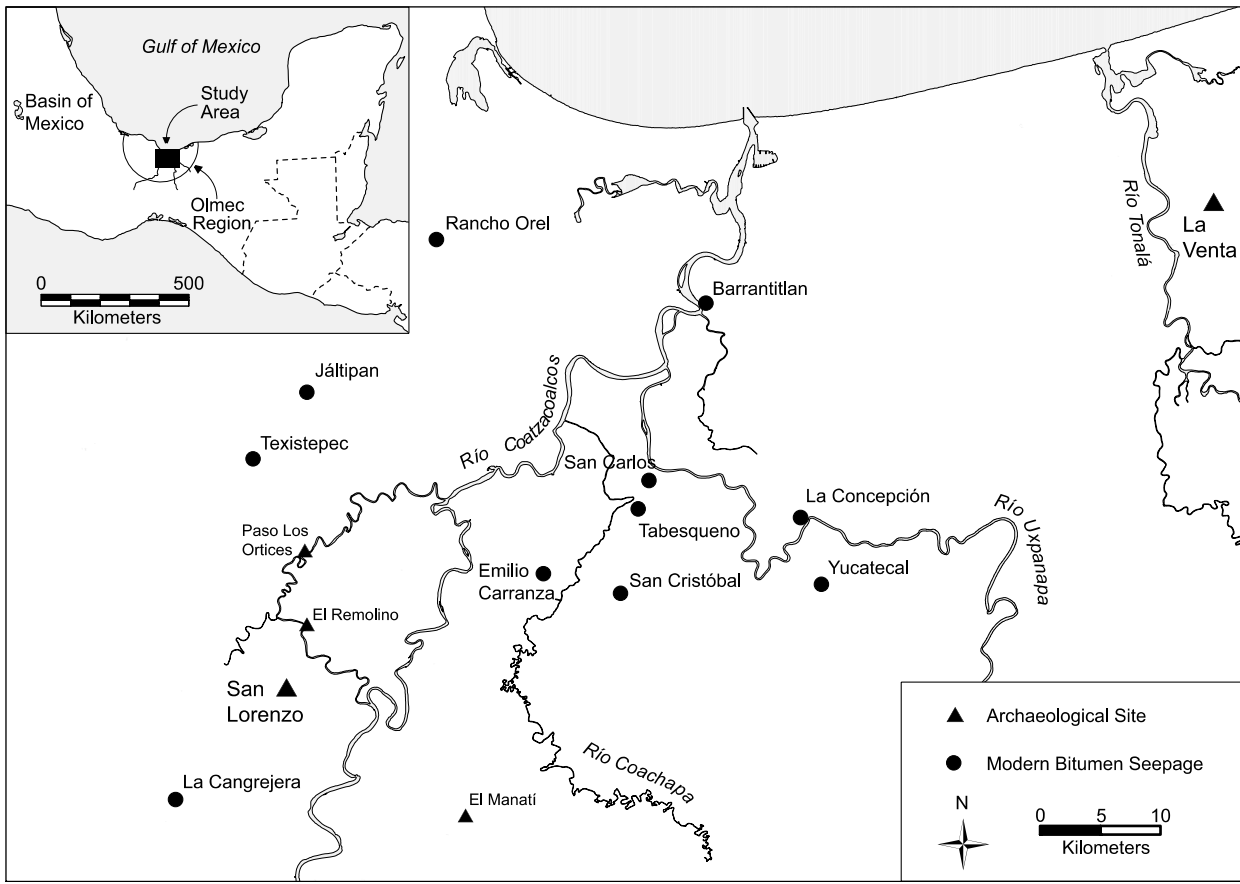 Gulf of Mexico
Study
Area
Basin of
Mexico
Olmec
Region
0 500
Kilometers
Rancho Orel
Río Tonalá
La
Venta
Barrantitlan
Jáltipan
Río Coatzacoalcos
Texistepec
San Carlos
La Concepción
Río Uxpanapa
Tabesqueno
Paso Los
Ortices
Emilio
Carranza
San Cristóbal
Yucatecal
El Remolino
San
Lorenzo
Río Coachapa
La Cangrejera
El Manatí
Archaeological Site
Modern Bitumen Seepage
N
0 5 10
Kilometers